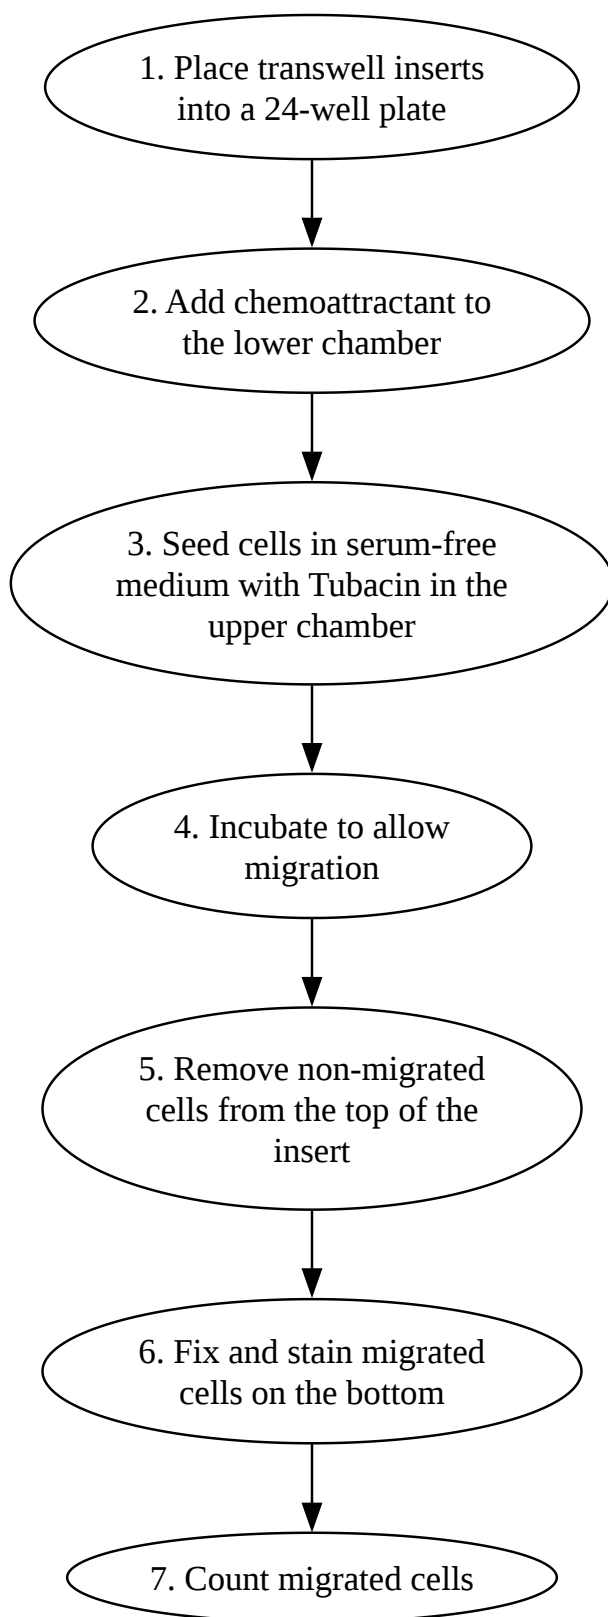 1. Place transwell inserts
into a 24-well plate
2. Add chemoattractant to
the lower chamber
3. Seed cells in serum-free
medium with Tubacin in the
upper chamber
4. Incubate to allow
migration
5. Remove non-migrated
cells from the top of the
insert
6. Fix and stain migrated
cells on the bottom
7. Count migrated cells